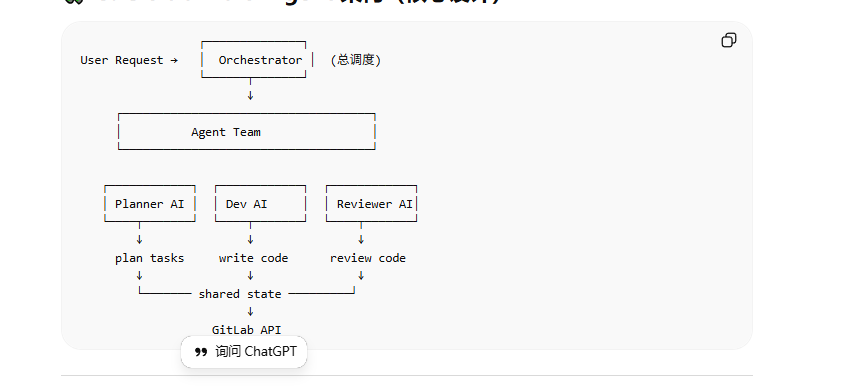 User Request → Orchestrator (总调度)
↓
Agent Team
Planner AI Dev AI Reviewer AI
↓ ↓ ↓
plan tasks write code review code
↓ ↓ ↓
shared state
↓
GitLab API
询问 ChatGPT